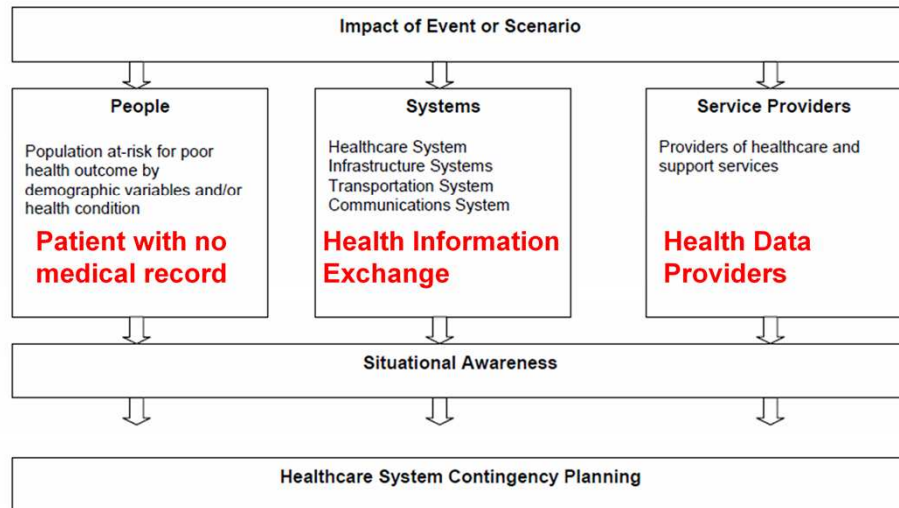 Impact of Event or Scenario
People
Population at-risk for poor
health outcome by
demographic variables and/or
health condition
Patient with no
medical record
Systems
Healthcare System
Infrastructure Systems
Transportation System
Communications System
Health Information
Exchange
Service Providers
Providers of healthcare and
support services
Health Data
Providers
Situational Awareness
Healthcare System Contingency Planning